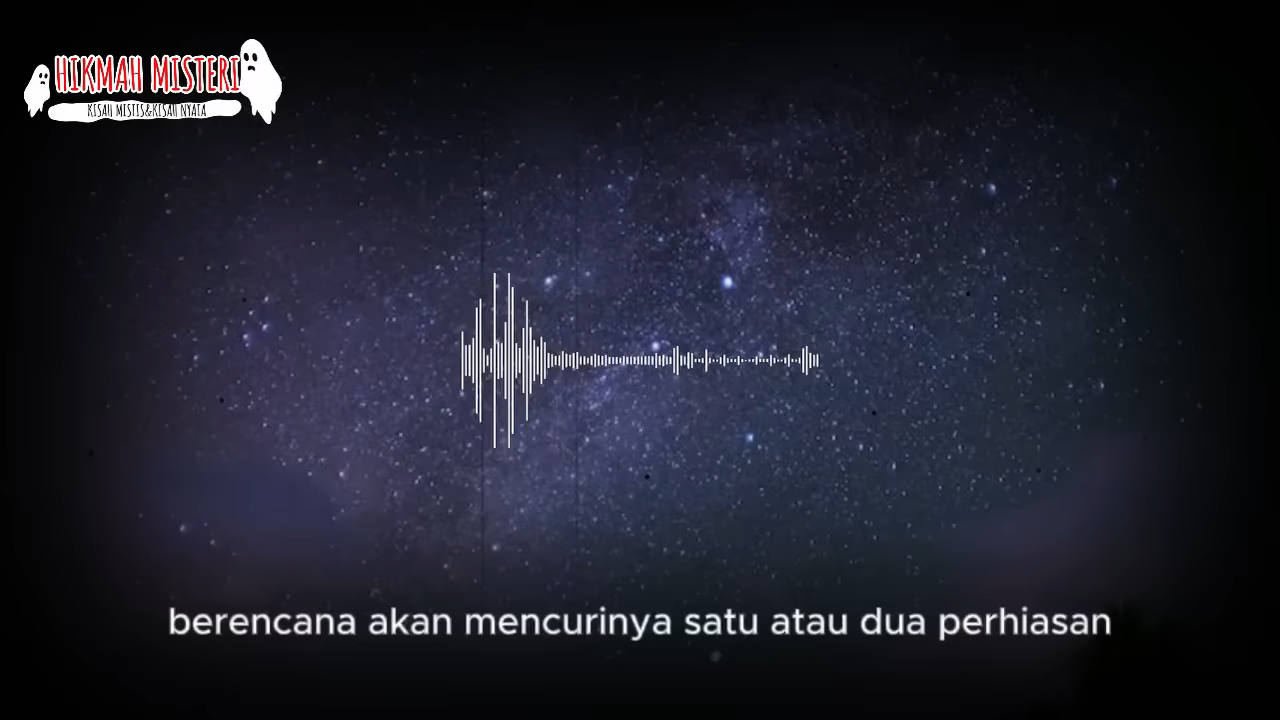 HIKMAH MISTERI
KISAH MISTIS&KISAH NYATA
berencana akan mencurinya satu atau dua perhiasan